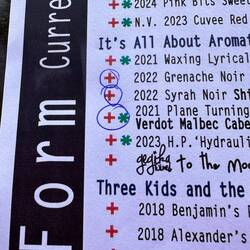 Form Curre
+* 2024 Pink Bits Sweet
+* N.V. 2023 Cuvee Red
It's All About Aromat
+* 2021 Waxing Lyrical
+ 2022 Grenache Noir
+ 2022 Syrah Noir Shi
+* 2021 Plane Turning
Verdot Malbec Cabe
+* 2023 H.P. 'Hydrauli
to the Moo
Three Kids and the
+ 2018 Benjamin's
+ 2018 Alexander's